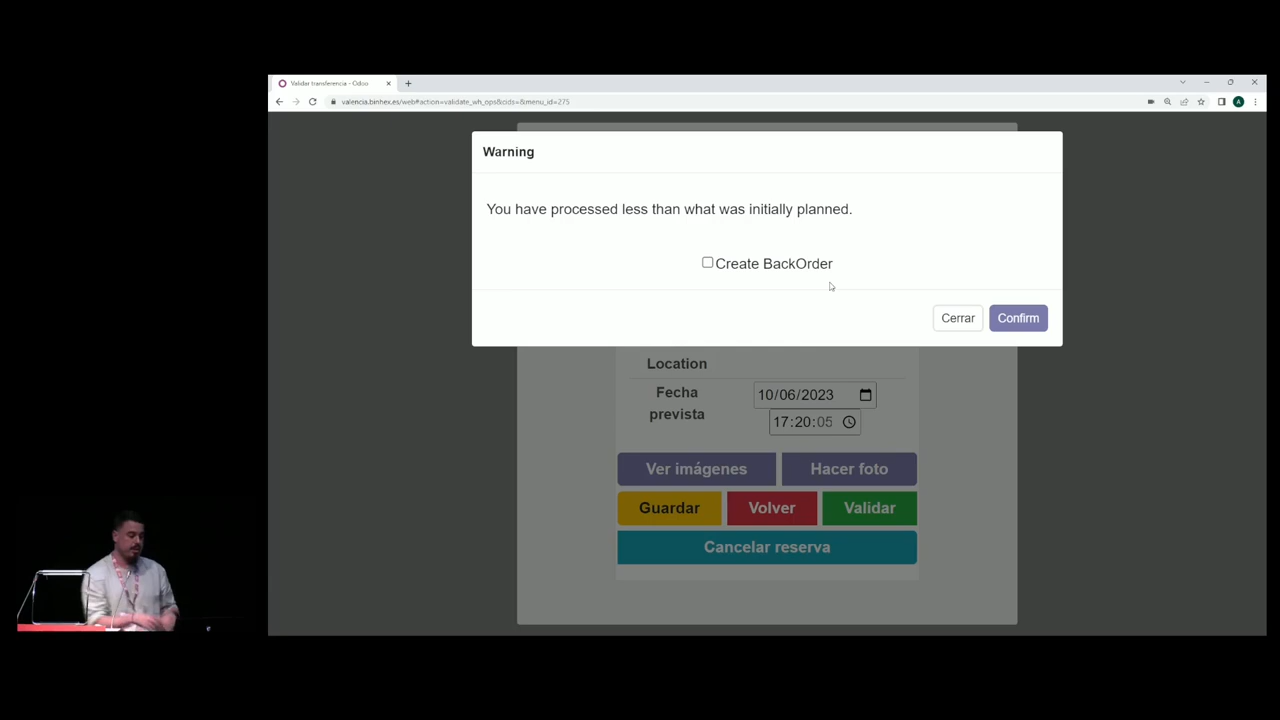 Validar transferencia - Odoo
valencia.binhex.es/web#action=validate_wh_ops&cids=&menu_id=275
A
Warning
You have processed less than what was initially planned.
Create BackOrder
Cerrar
Confirm
Location
Fecha
prevista
10/06/2023
17:20:05
Ver imágenes
Hacer foto
Guardar
Volver
Validar
Cancelar reserva